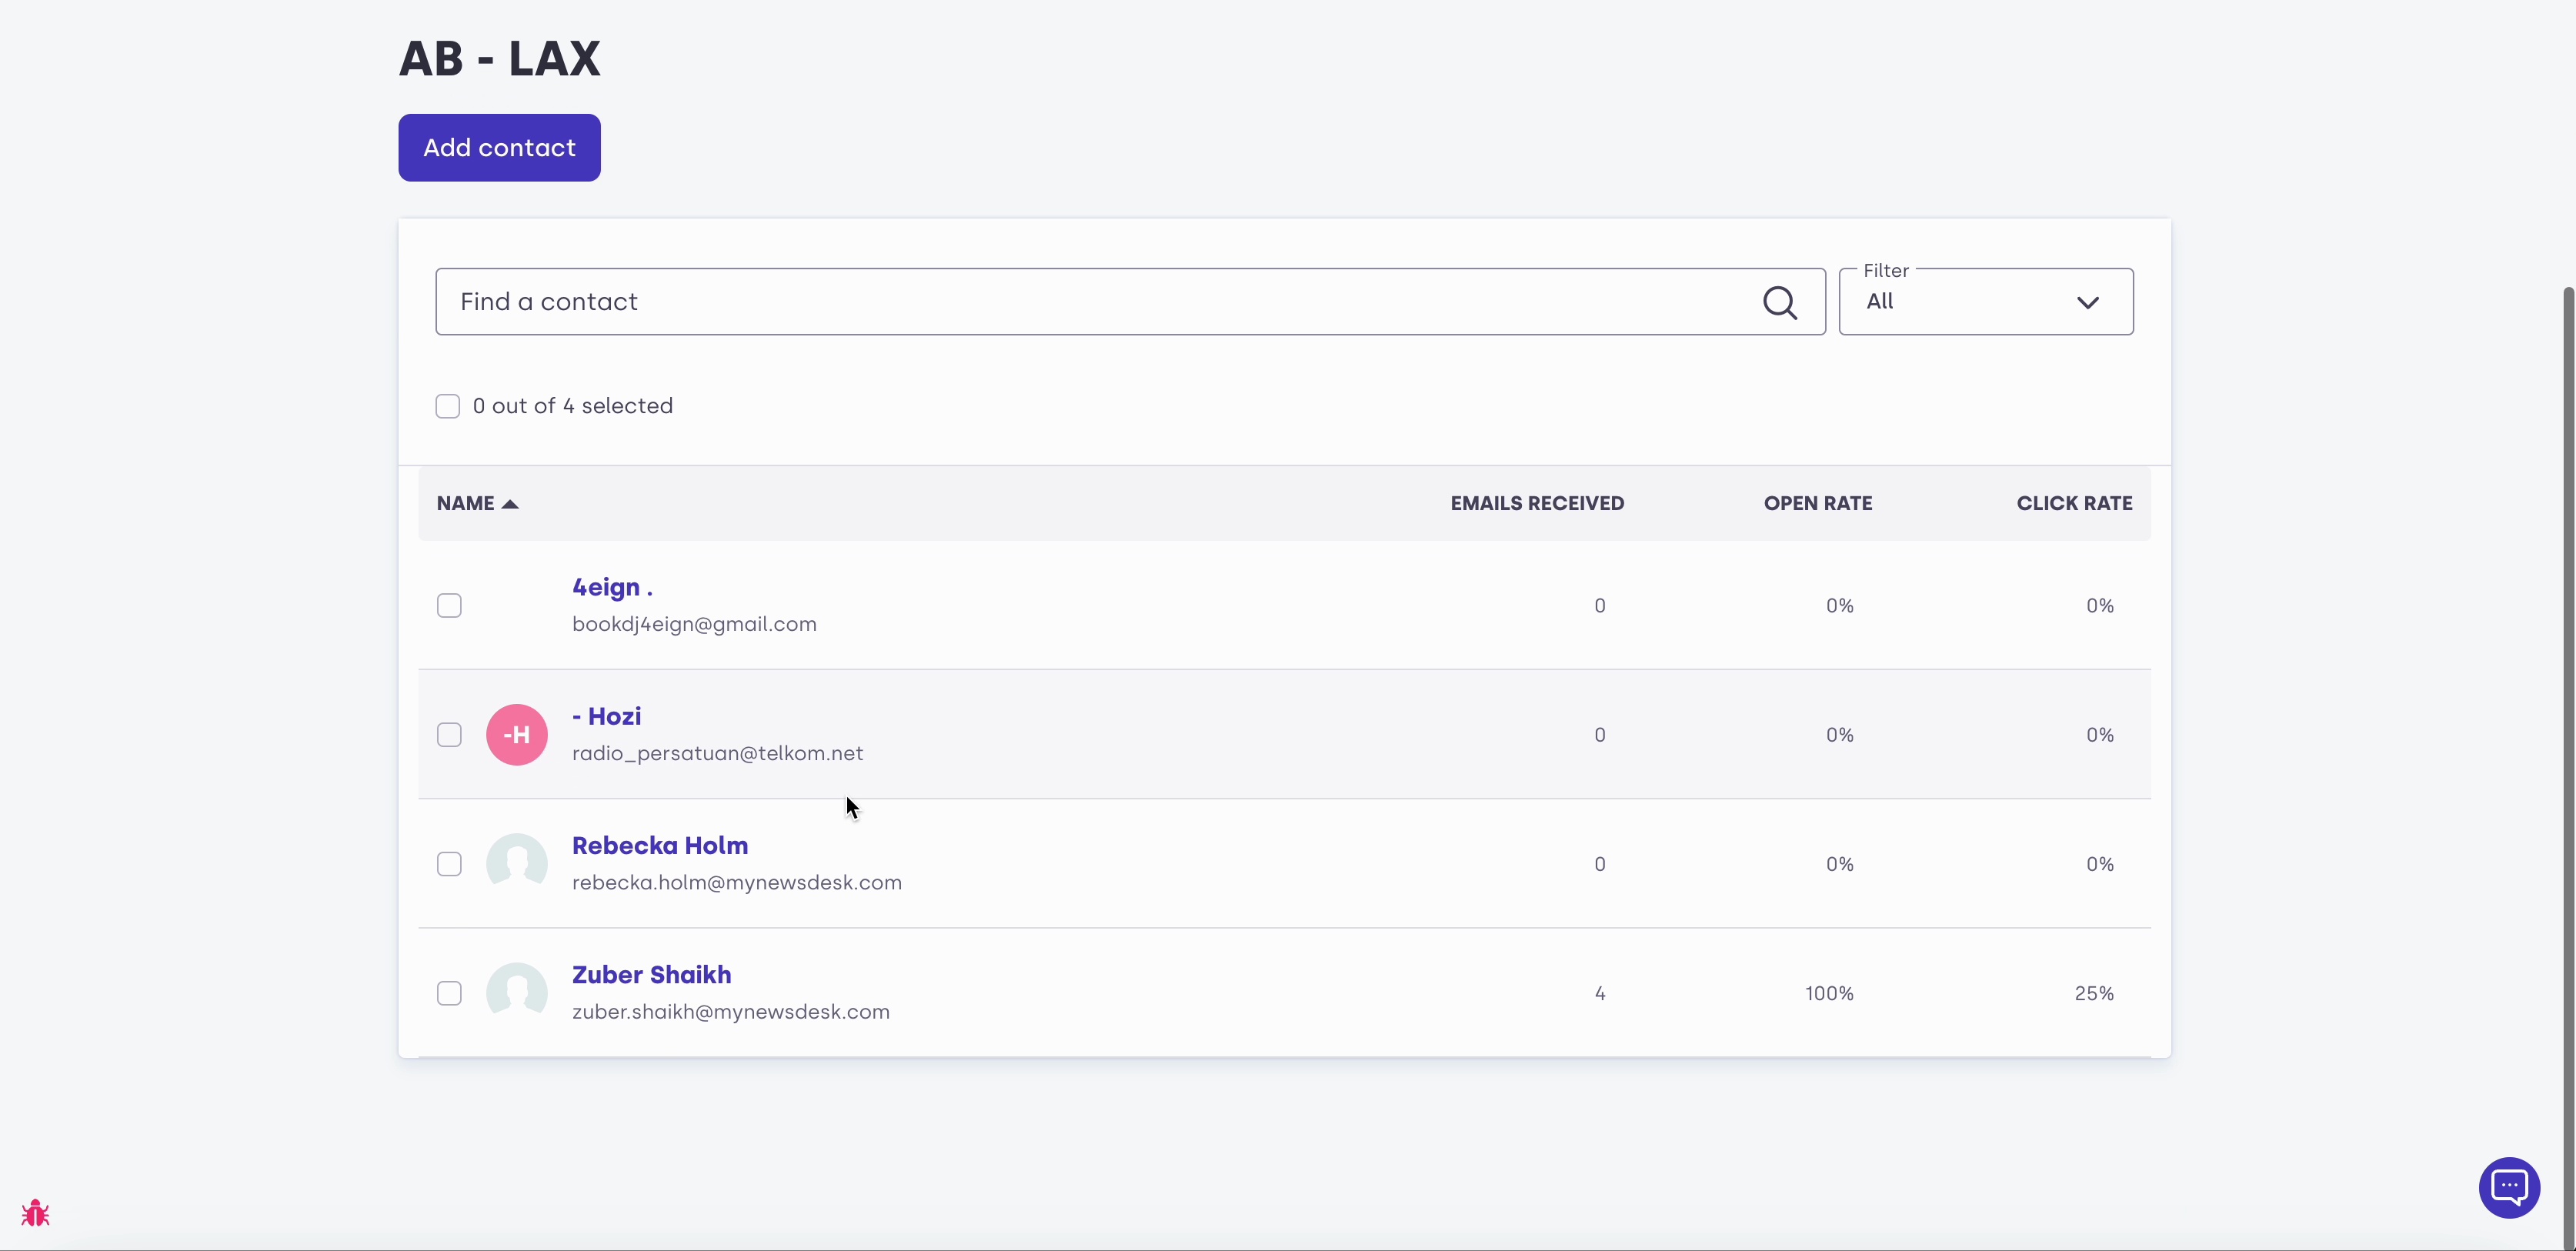 AB - LAX
Add contact
Filter
Find a contact
All
0 out of 4 selected
NAME EMAILS RECEIVED OPEN RATE CLICK RATE
4eign .
bookdj4eign@gmail.com
0 0% 0%
-H
- Hozi
radio_persatuan@telkom.net
0 0% 0%
Rebecka Holm
rebecka.holm@mynewsdesk.com
0 0% 0%
Zuber Shaikh
zuber.shaikh@mynewsdesk.com
4 100% 25%